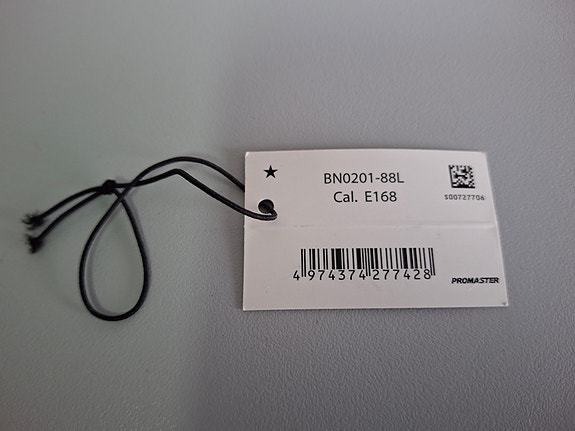 BN0201-88L
Cal. E168
S00727706
4974374277428
PROMASTER